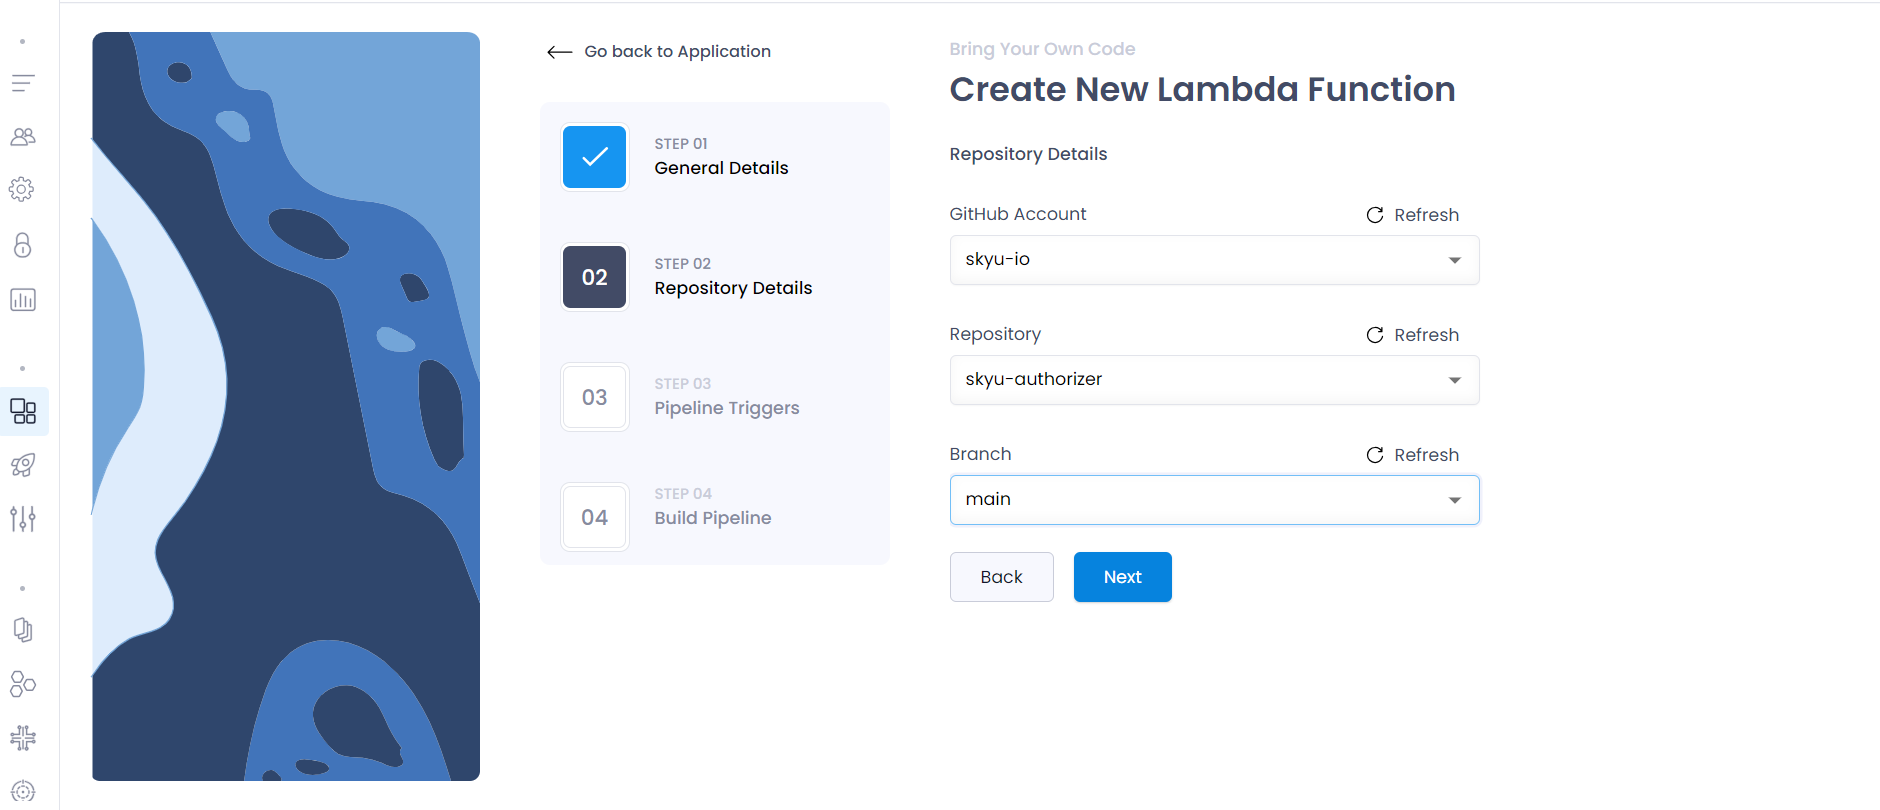 Go back to Application
STEP 01
General Details
02
STEP 02
Repository Details
03
STEP 03
Pipeline Triggers
04
STEP 04
Build Pipeline
Bring Your Own Code
Create New Lambda Function
Repository Details
GitHub Account
Refresh
skyu-io
Repository
Refresh
skyu-authorizer
Branch
Refresh
main
Back
Next